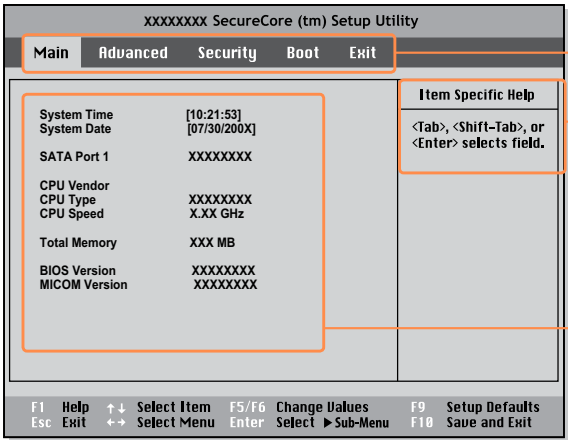 XXXXXXXX SecureCore (tm) Setup Utility
Main Advanced Security Boot Exit
Item Specific Help
<Tab>, <Shift-Tab>, or
<Enter> selects field.
System Time [10:21:53]
System Date [07/30/200X]
SATA Port 1 XXXXXXXX
CPU Vendor
CPU Type XXXXXXXX
CPU Speed X.XX GHz
Total Memory XXX MB
BIOS Version XXXXXXXX
MICOM Version XXXXXXXX
F1 Help ↑↓ Select Item F5/F6 Change Values F9 Setup Defaults
Esc Exit ←→ Select Menu Enter Select ▶Sub-Menu F10 Save and Exit